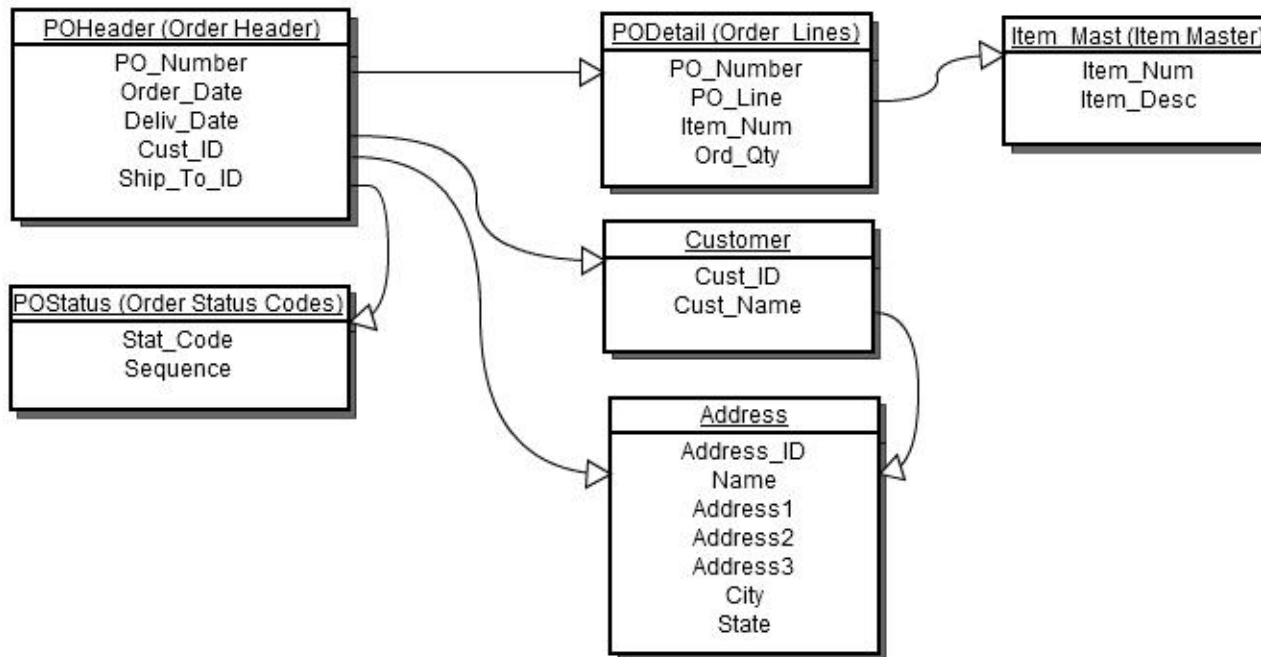 POHeader (Order Header)
PO_Number
Order_Date
Deliv_Date
Cust_ID
Ship_To_ID
POStatus (Order Status Codes)
Stat_Code
Sequence
PODetail (Order_Lines)
PO_Number
PO_Line
Item_Num
Ord_Qty
Customer
Cust_ID
Cust_Name
Address
Address_ID
Name
Address1
Address2
Address3
City
State
Item_Mast (Item Master)
Item_Num
Item_Desc